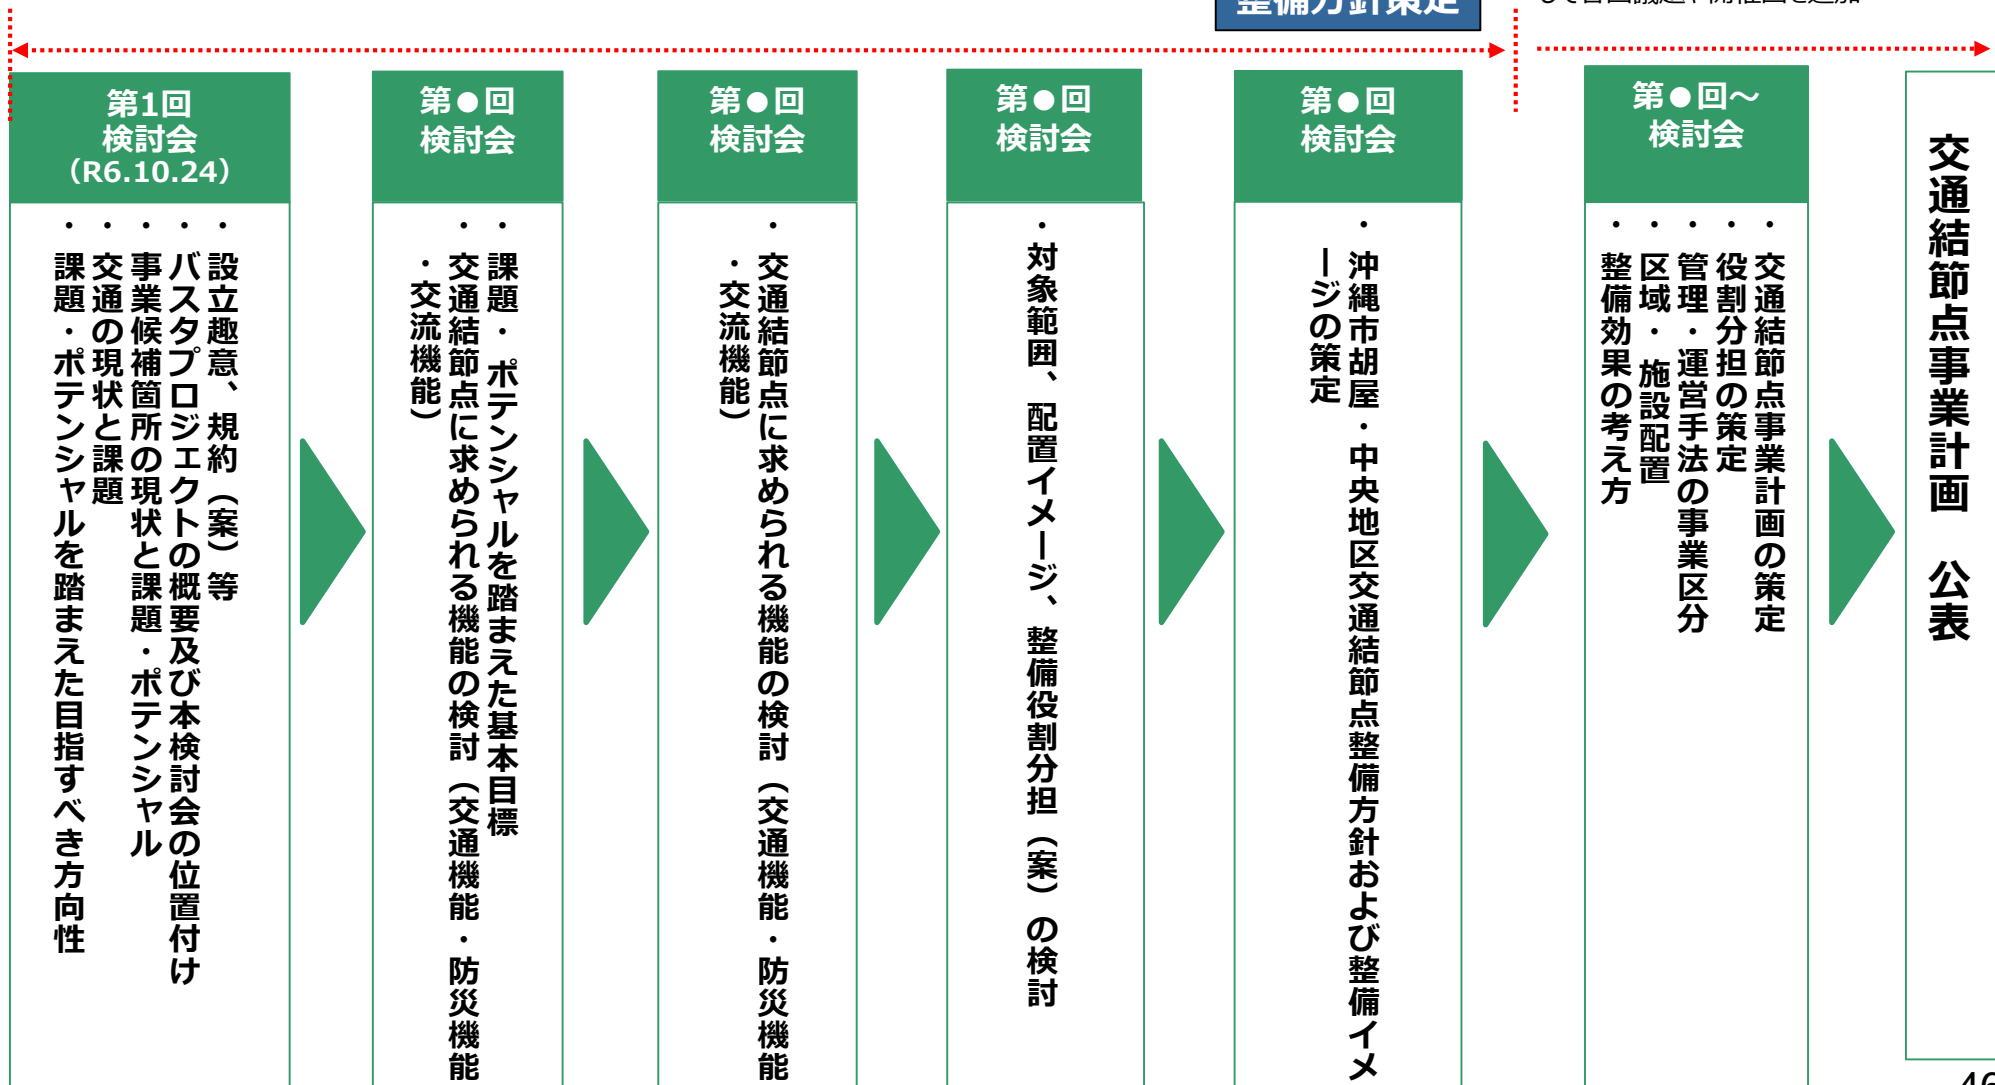 整備方針策定
して各回議題や開催回を追加
第1回
検討会
（R6.10.24）
・設立趣意、規約（案）等
・バスタプロジェクトの概要及び本検討会の位置付け
・事業候補箇所の現状と課題・ポテンシャル
・交通の現状と課題
・課題・ポテンシャルを踏まえた目指すべき方向性
第●回
検討会
・課題・ポテンシャルを踏まえた基本目標
・交通結節点に求められる機能の検討（交通機能・防災機能
・交流機能）
第●回
検討会
・交通結節点に求められる機能の検討（交通機能・防災機能
・交流機能）
第●回
検討会
・対象範囲、配置イメージ、整備役割分担（案）の検討
第●回
検討会
・沖縄市胡屋・中央地区交通結節点整備方針および整備イメ
ージの策定
第●回～
検討会
・交通結節点事業計画の策定
・役割分担の策定
・管理・運営手法の事業区分
・区域・施設配置
・整備効果の考え方
交通結節点事業計画　公表
46